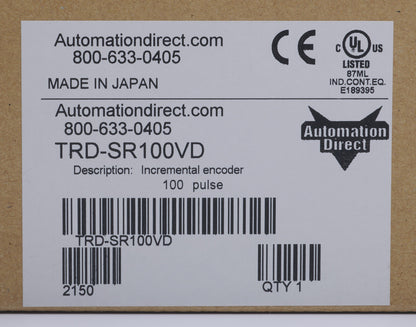 Automationdirect.com
800-633-0405
MADE IN JAPAN
CE
C UL US
LISTED
87ML
IND.CONT.EQ.
E189395
Automationdirect.com
800-633-0405
TRD-SR100VD
Description: Incremental encoder
100 pulse
Automation
Direct
TRD-SR100VD
2150
QTY 1